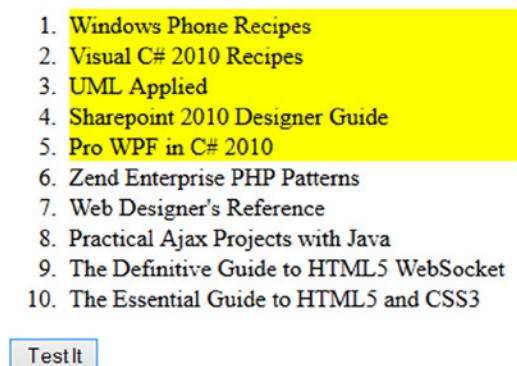 1. Windows Phone Recipes
2. Visual C# 2010 Recipes
3. UML Applied
4. Sharepoint 2010 Designer Guide
5. Pro WPF in C# 2010
6. Zend Enterprise PHP Patterns
7. Web Designer's Reference
8. Practical Ajax Projects with Java
9. The Definitive Guide to HTML5 WebSocket
10. The Essential Guide to HTML5 and CSS3
TestIt